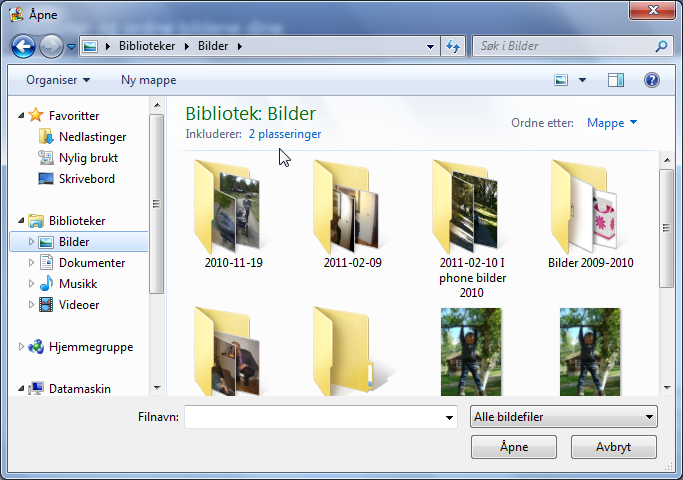 Åpne
Biblioteker Bilder
Søk i Bilder
Organiser Ny mappe
Favoritter
Nedlastinger
Nylig brukt
Skrivebord
Biblioteker
Bilder
Dokumenter
Musikk
Videoer
Hjemmegruppe
Datamaskin
Bibliotek: Bilder
Inkluderer: 2 plasseringer
Ordne etter: Mappe
2010-11-19
2011-02-09
2011-02-10 I
phone bilder
2010
Bilder 2009-2010
Filnavn:
Alle bildefiler
Åpne
Avbryt